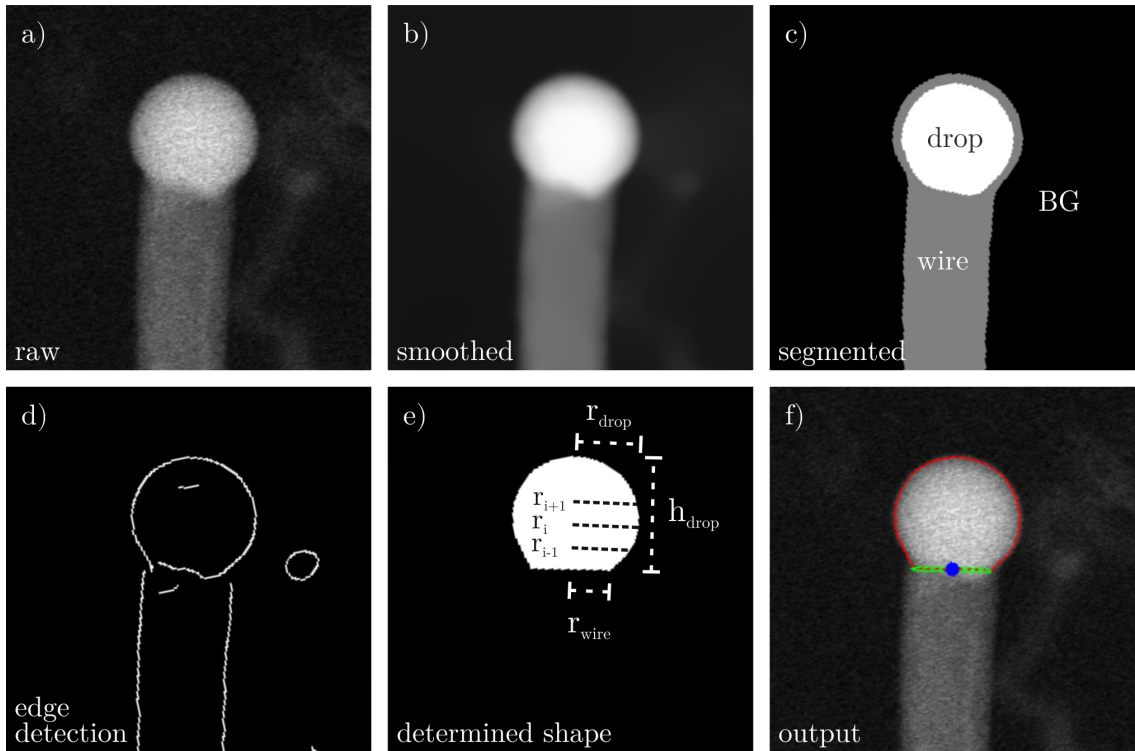 a)
raw
b)
smoothed
c)
drop
BG
wire
segmented
d)
edge
detection
e)
r_drop
r_i+1
r_i
r_i-1
h_drop
r_wire
determined shape
f)
output